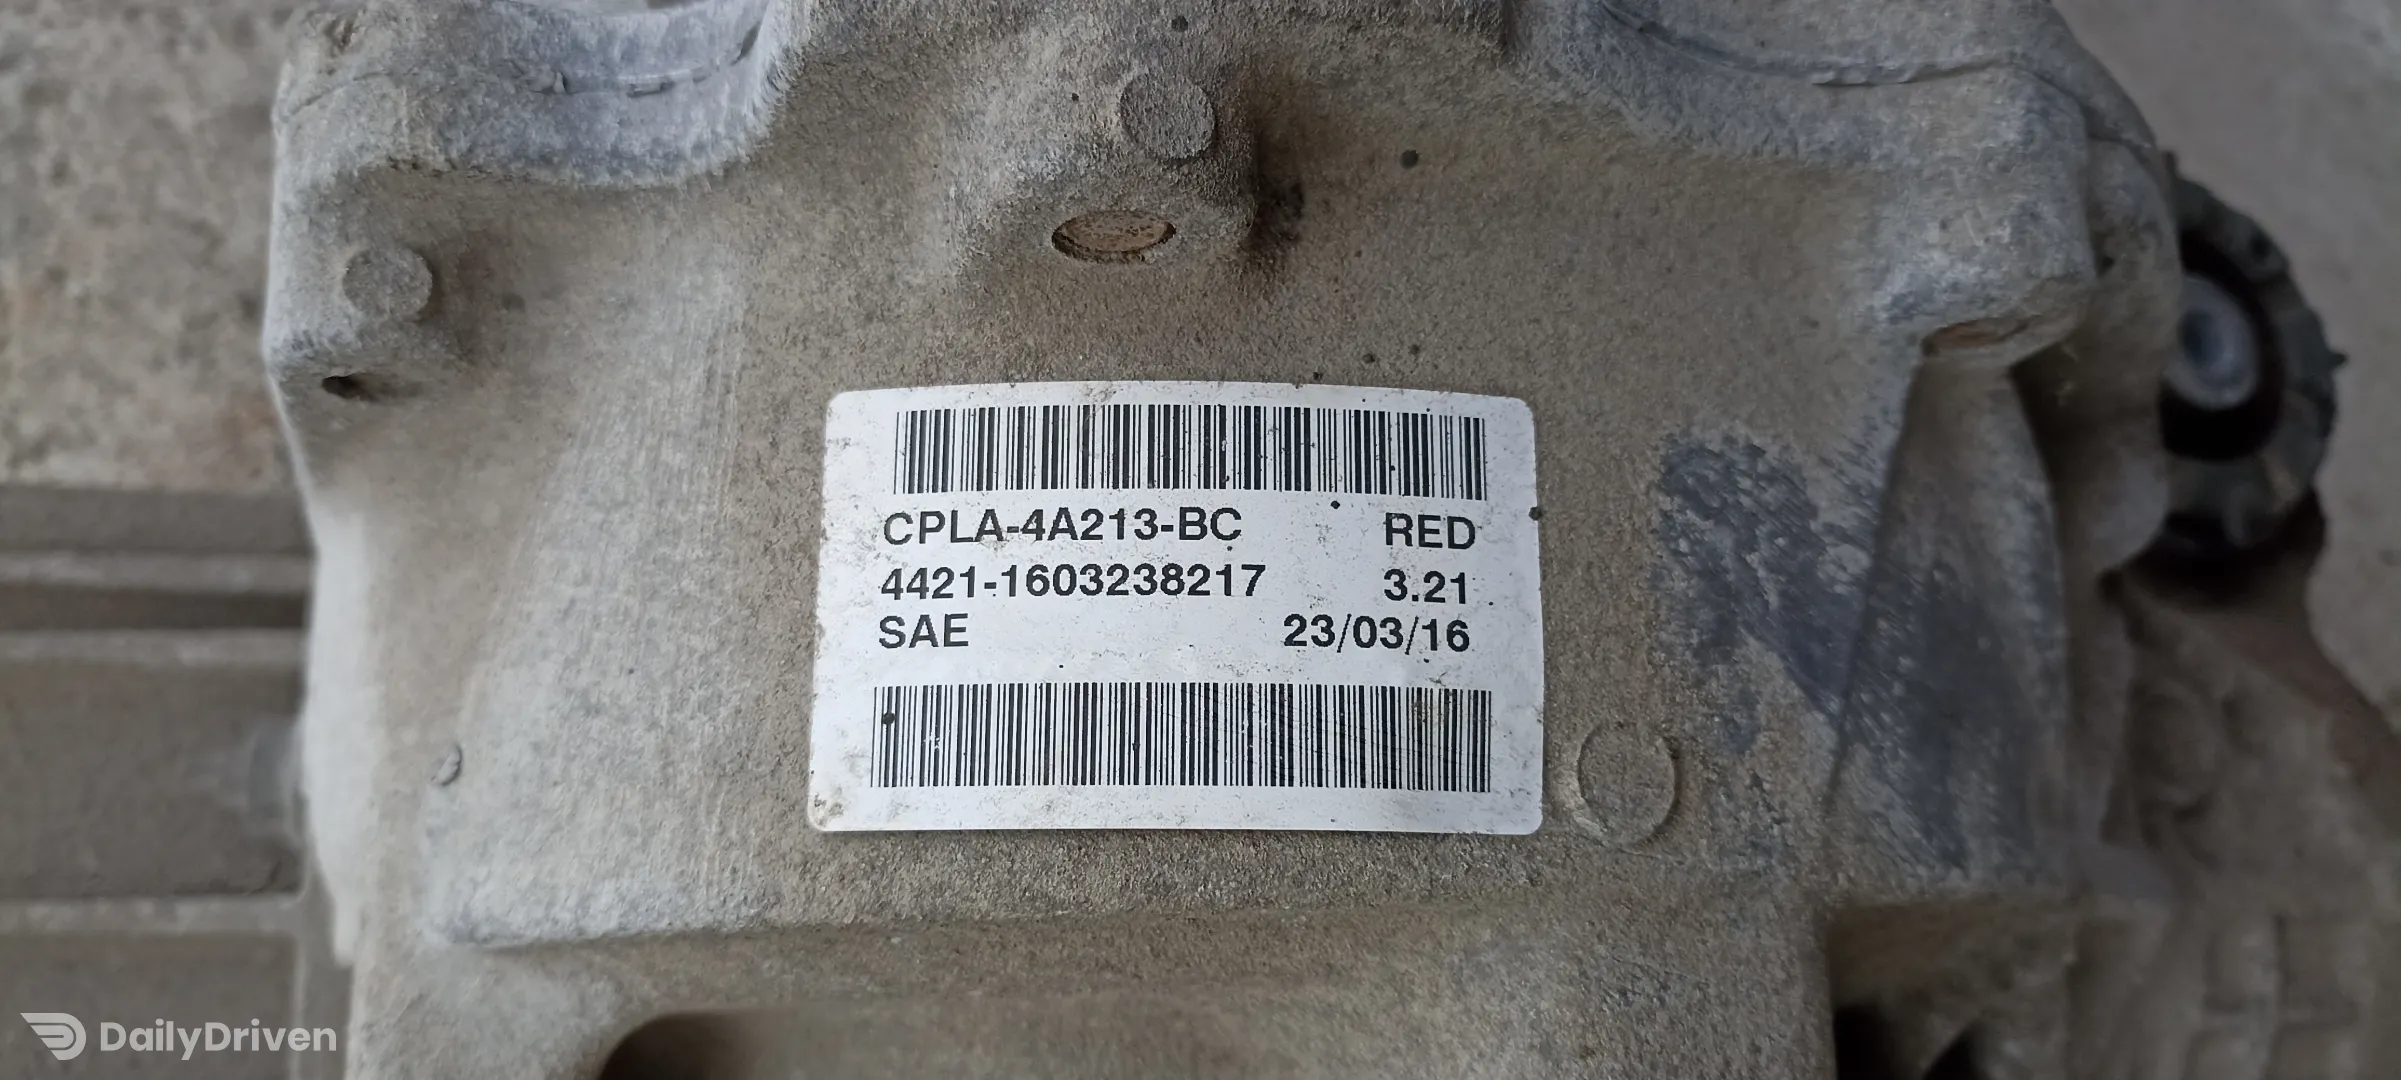 CPLA-4A213-BC RED
4421-1603238217 3.21
SAE 23/03/16
DailyDriven